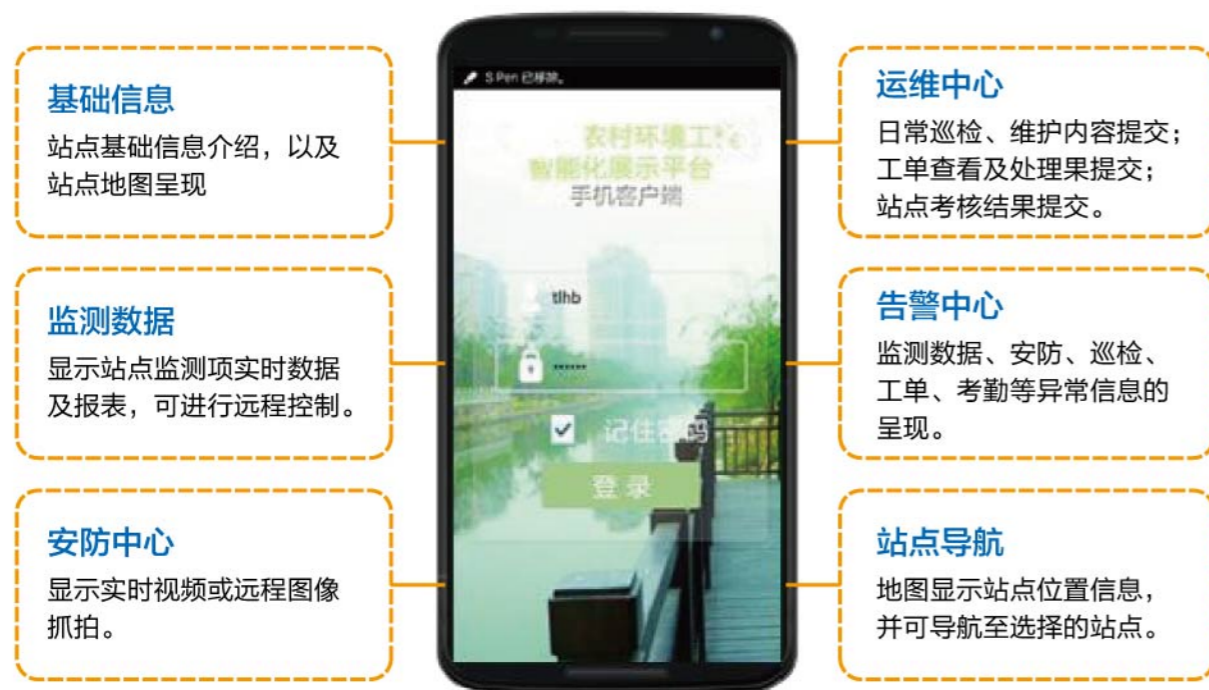 基础信息
站点基础信息介绍，以及
站点地图呈现
监测数据
显示站点监测项实时数据
及报表，可进行远程控制。
安防中心
显示实时视频或远程图像
抓拍。
S Pen 已移除。
农村环境工
智能化展示平台
手机客户端
tlhb
······
记住密码
登录
运维中心
日常巡检、维护内容提交；
工单查看及处理果提交；
站点考核结果提交。
告警中心
监测数据、安防、巡检、
工单、考勤等异常信息的
呈现。
站点导航
地图显示站点位置信息，
并可导航至选择的站点。